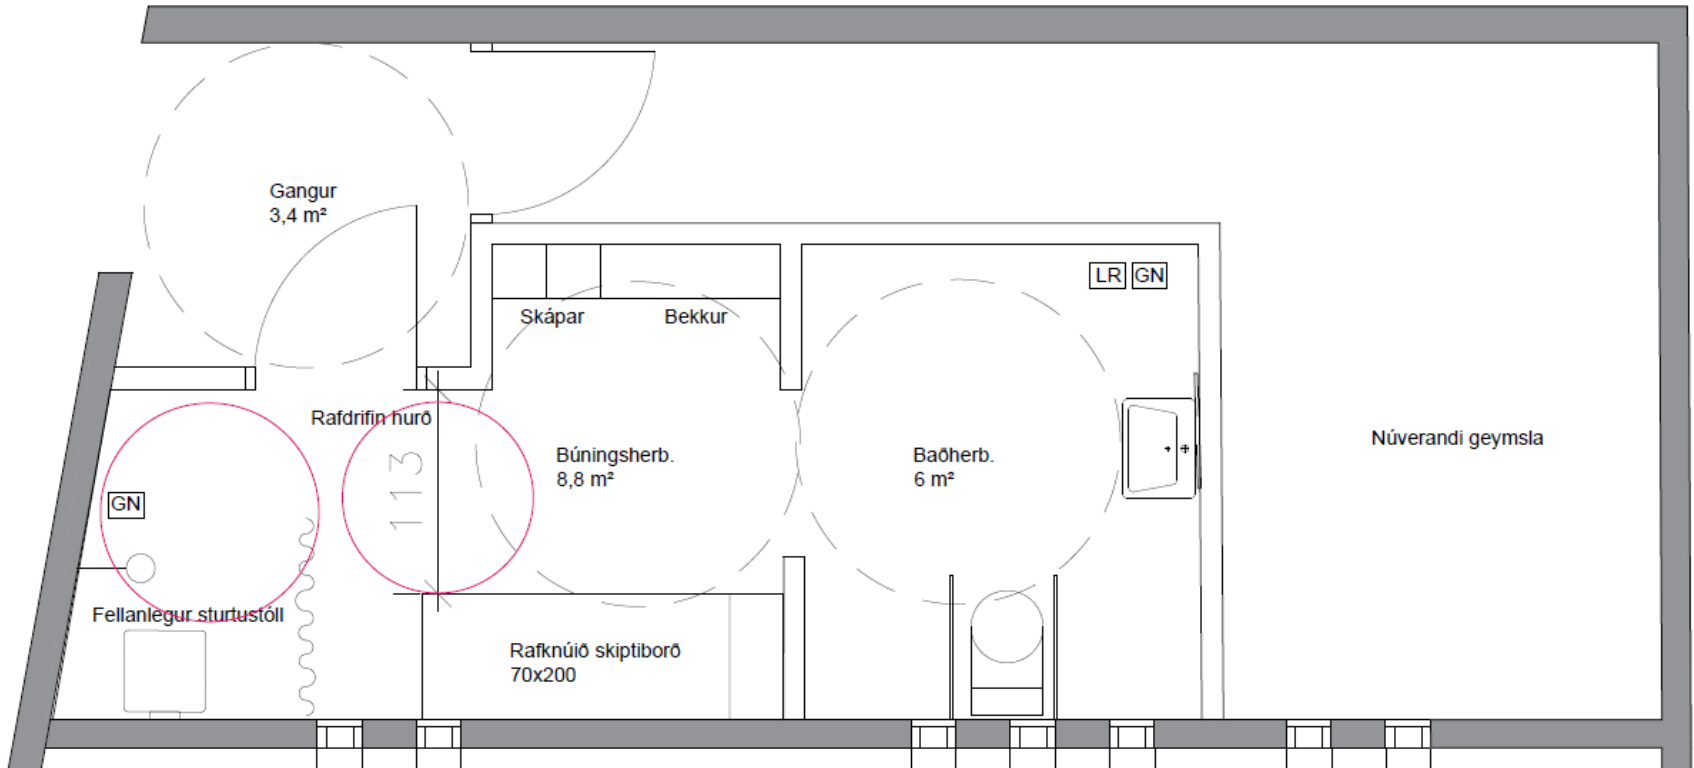 Gangur
3,4 m²
LR GN
Skápar
Bekkur
Rafdrifin hurð
113
Búningsherb.
8,8 m²
Baðherb.
6 m²
Núverandi geymsla
GN
Fellanlegur sturtustóll
Rafknúið skiptiborð
70x200